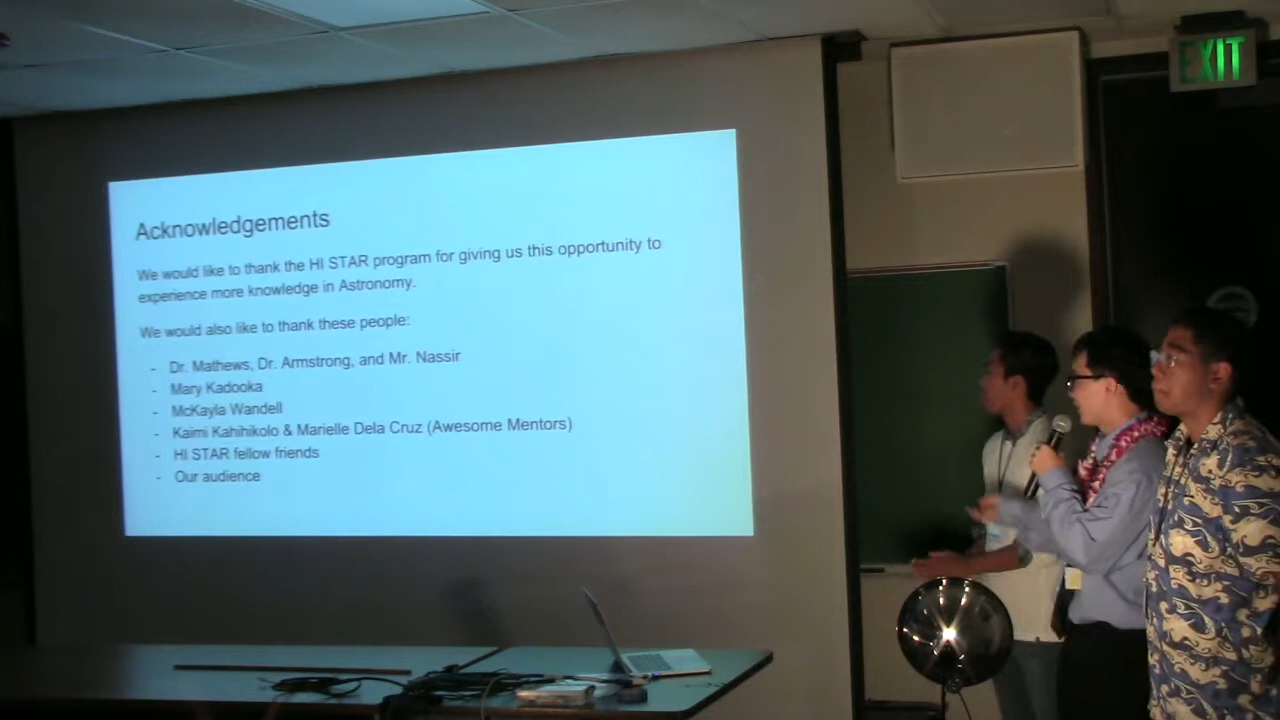 EXIT
Acknowledgements
We would like to thank the HI STAR program for giving us this opportunity to
experience more knowledge in Astronomy.
We would also like to thank these people:
- Dr. Mathews, Dr. Armstrong, and Mr. Nassir
- Mary Kadooka
- McKayla Wandell
- Kaimi Kahihikolo & Marielle Dela Cruz (Awesome Mentors)
- HI STAR fellow friends
- Our audience